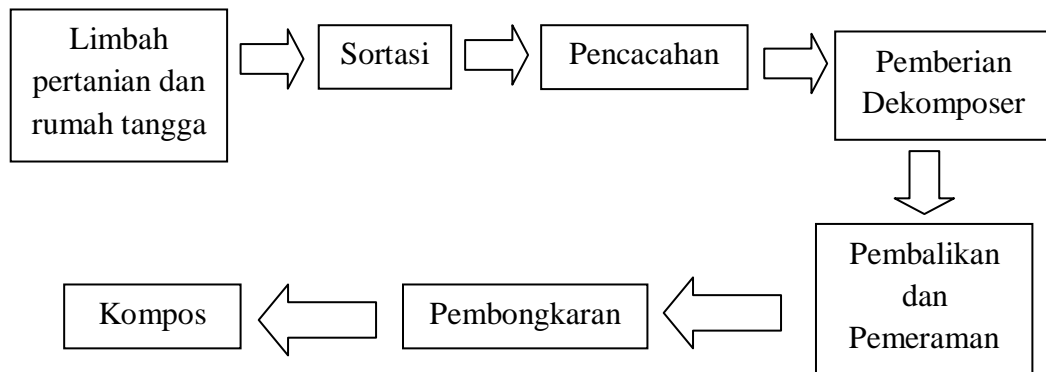 Limbah
pertanian dan
rumah tangga
Sortasi
Pencacahan
Pemberian
Dekomposer
Pembalikan
dan
Pemeraman
Pembongkaran
Kompos